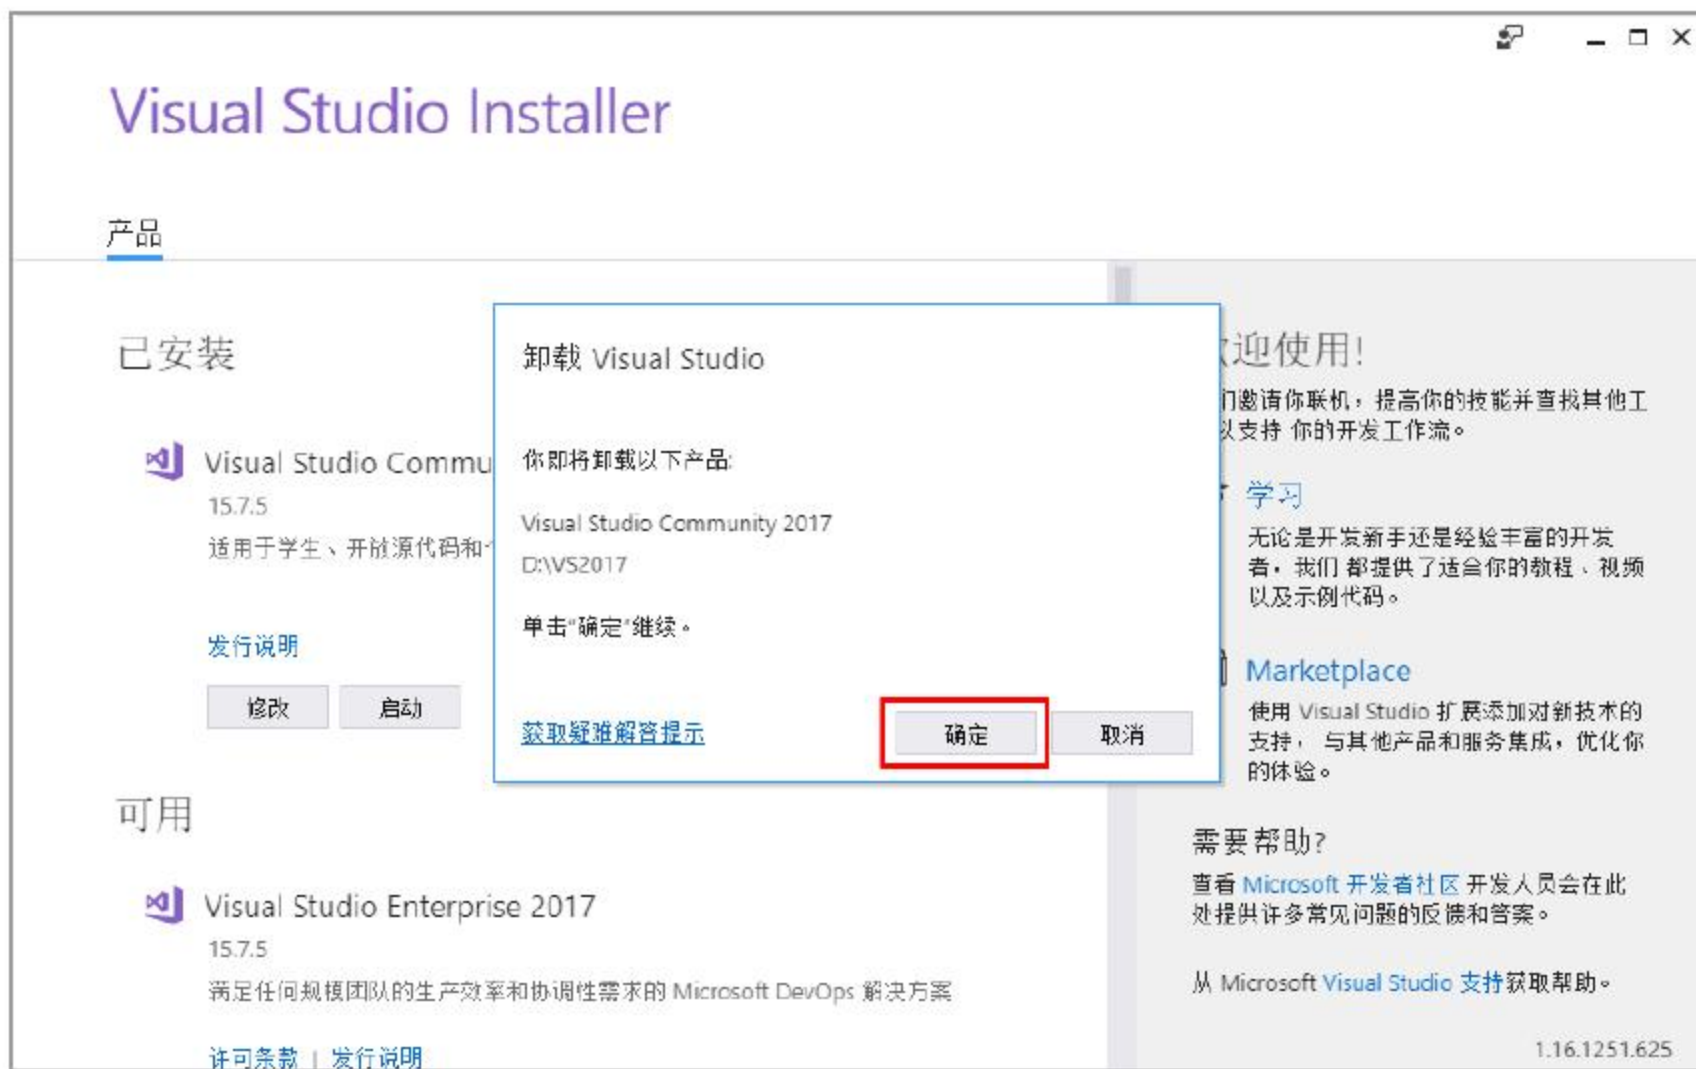 Visual Studio Installer
产品
已安装
Visual Studio Commu
15.7.5
适用于学生、开放源代码和
发行说明
修改
启动
可用
Visual Studio Enterprise 2017
15.7.5
满足任何规模团队的生产效率和协调性需求的 Microsoft DevOps 解决方案
许可条款 | 发行说明
卸载 Visual Studio
你即将卸载以下产品:
Visual Studio Community 2017
D:\VS2017
单击"确定"继续。
获取疑难解答提示
确定
取消
迎使用!
们邀请你联机，提高你的技能并查找其他工
以支持 你的开发工作流。
学习
无论是开发新手还是经验丰富的开发
者，我们 都提供了适合你的教程、视频
以及示例代码。
Marketplace
使用 Visual Studio 扩展添加对新技术的
支持， 与其他产品和服务集成，优化你
的体验。
需要帮助?
查看 Microsoft 开发者社区 开发人员会在此
处提供许多常见问题的反馈和答案。
从 Microsoft Visual Studio 支持获取帮助。
1.16.1251.625